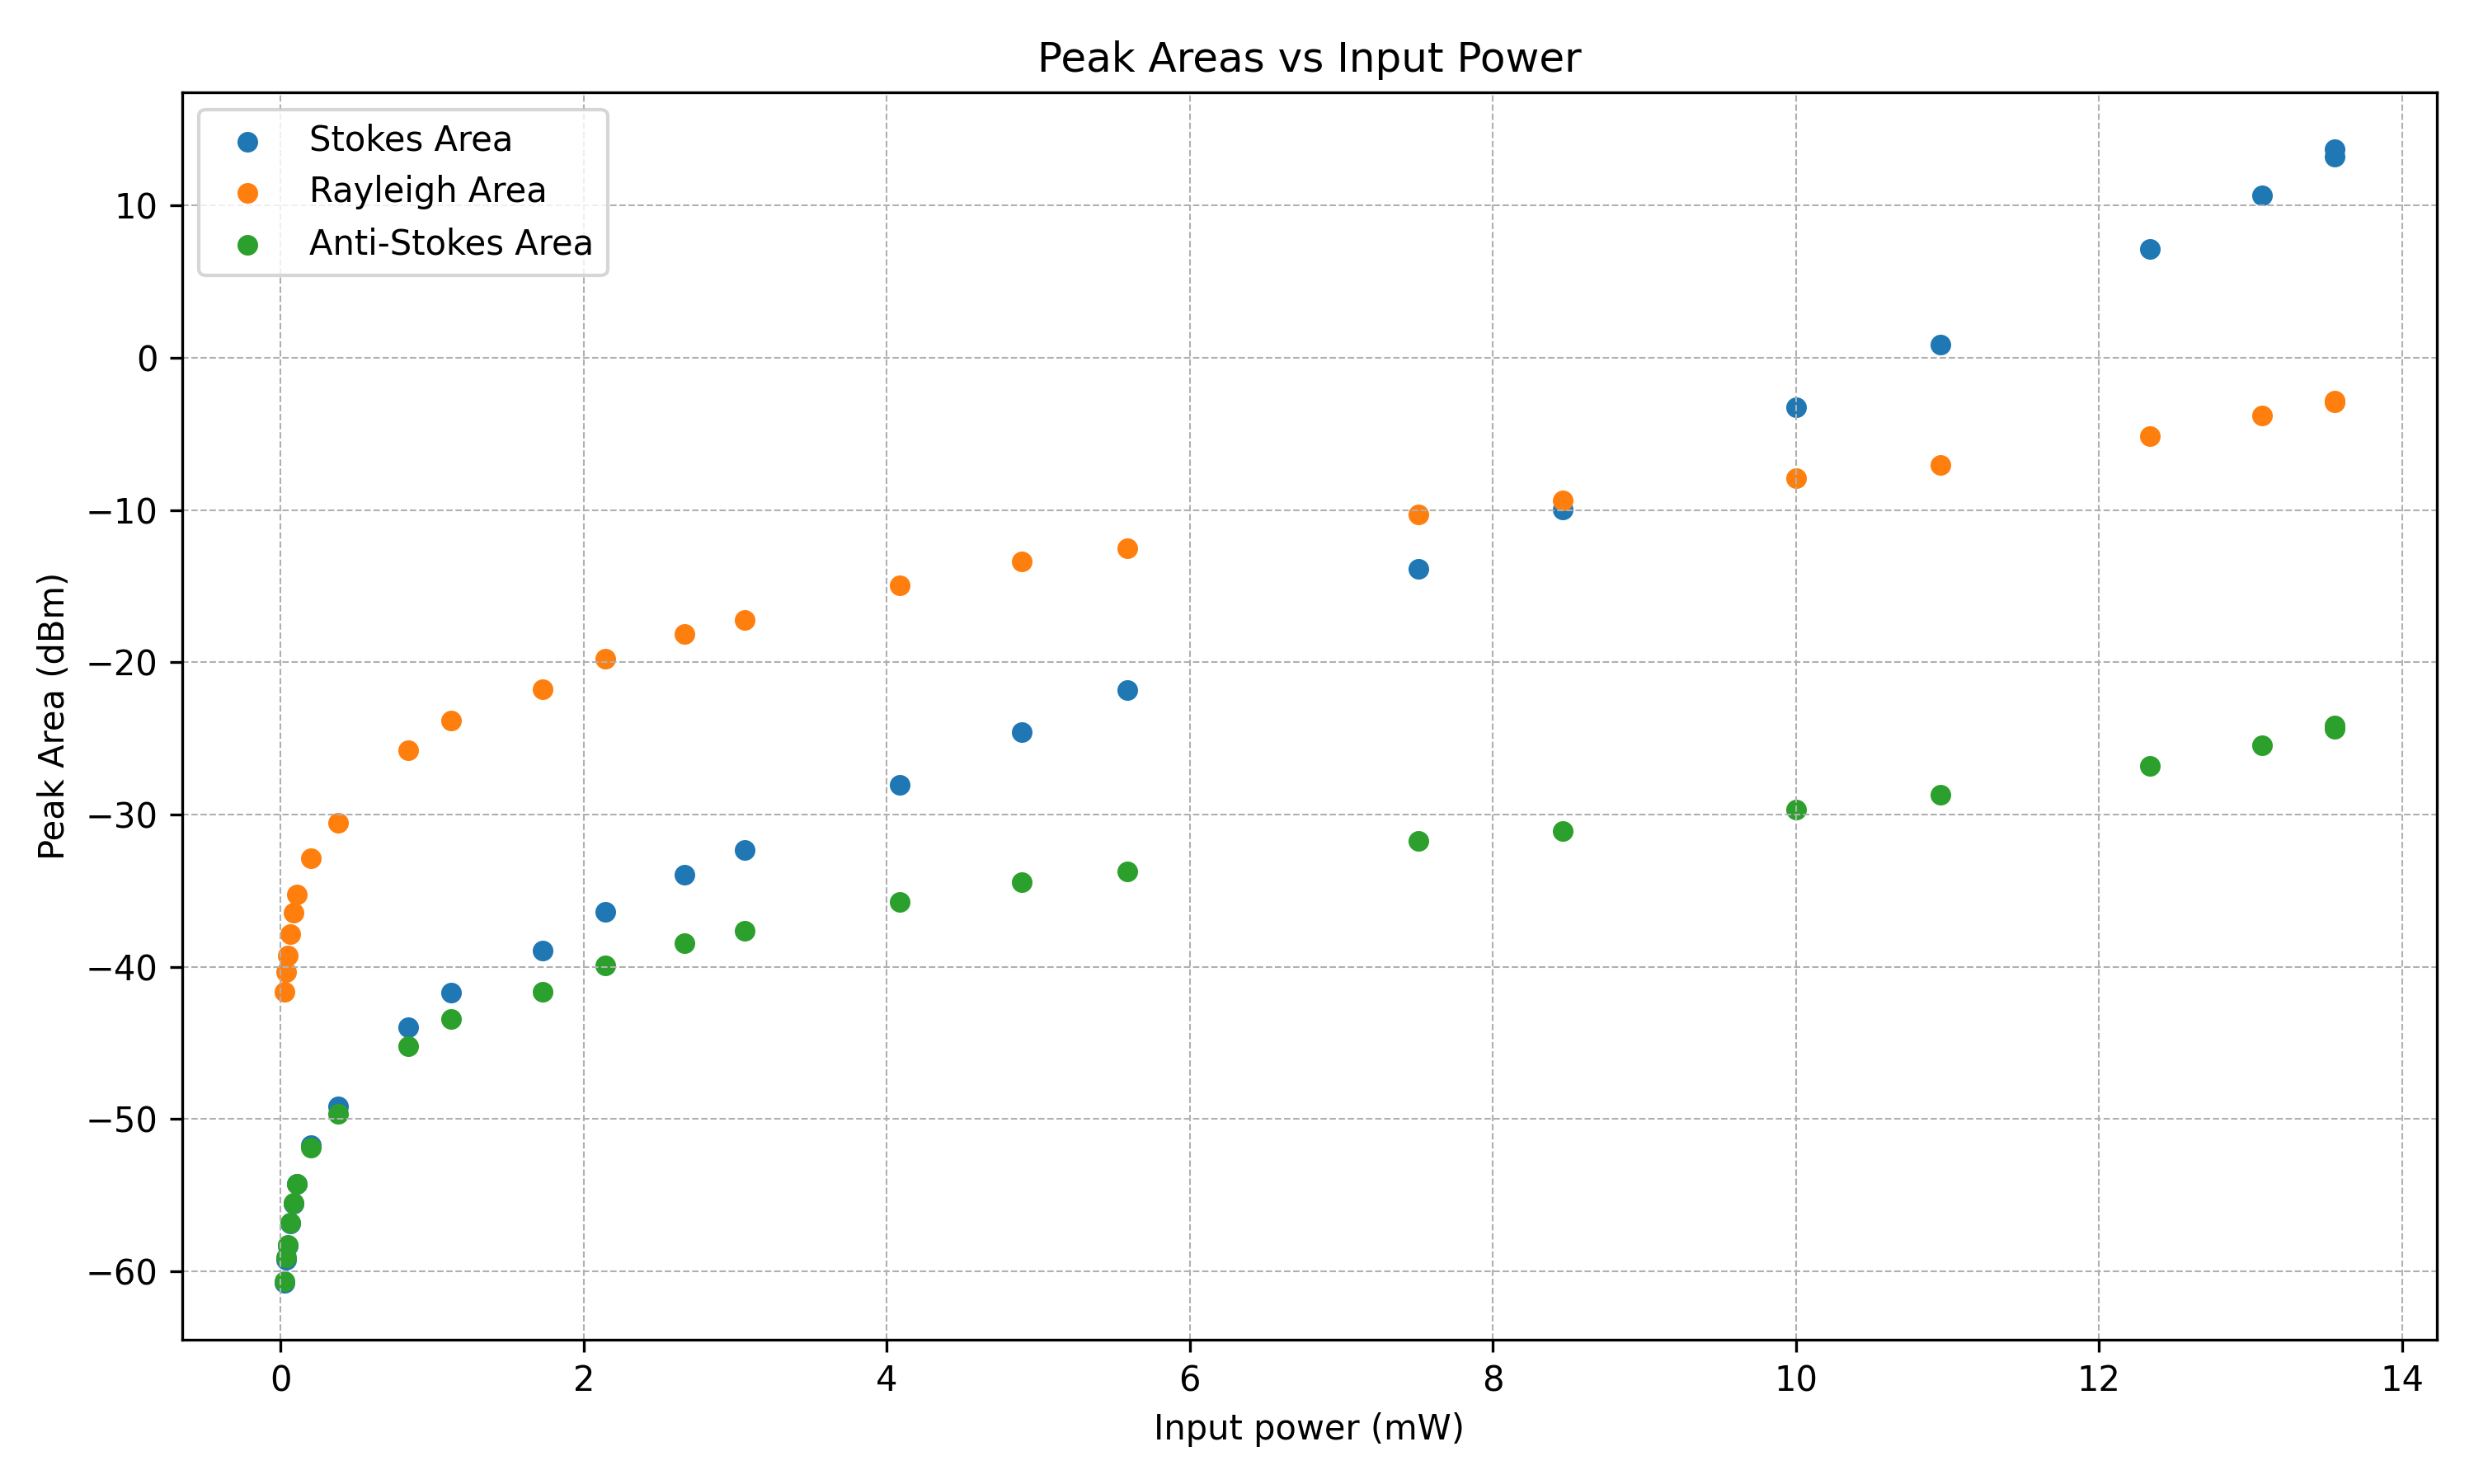 Peak Areas vs Input Power
Stokes Area
Rayleigh Area
Anti-Stokes Area
10
0
−10
−20
−30
−40
−50
−60
Peak Area (dBm)
0 2 4 6 8 10 12 14
Input power (mW)